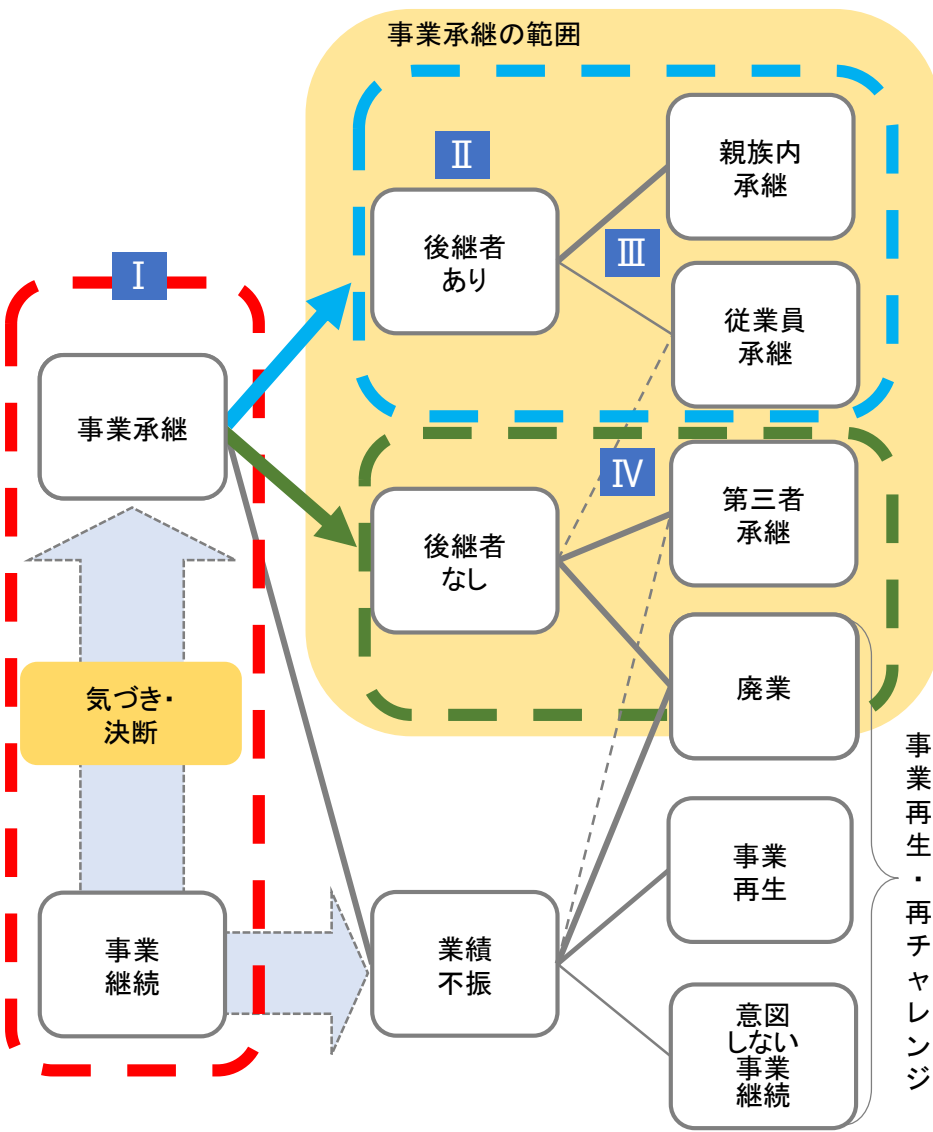 事業承継の範囲
Ⅰ
事業承継
気づき・
決断
事業
継続
Ⅱ
後継者
あり
Ⅲ
親族内
承継
従業員
承継
Ⅳ
後継者
なし
第三者
承継
廃業
業績
不振
事業
再生
意図
しない
事業
継続
事業再生・再チャレンジ